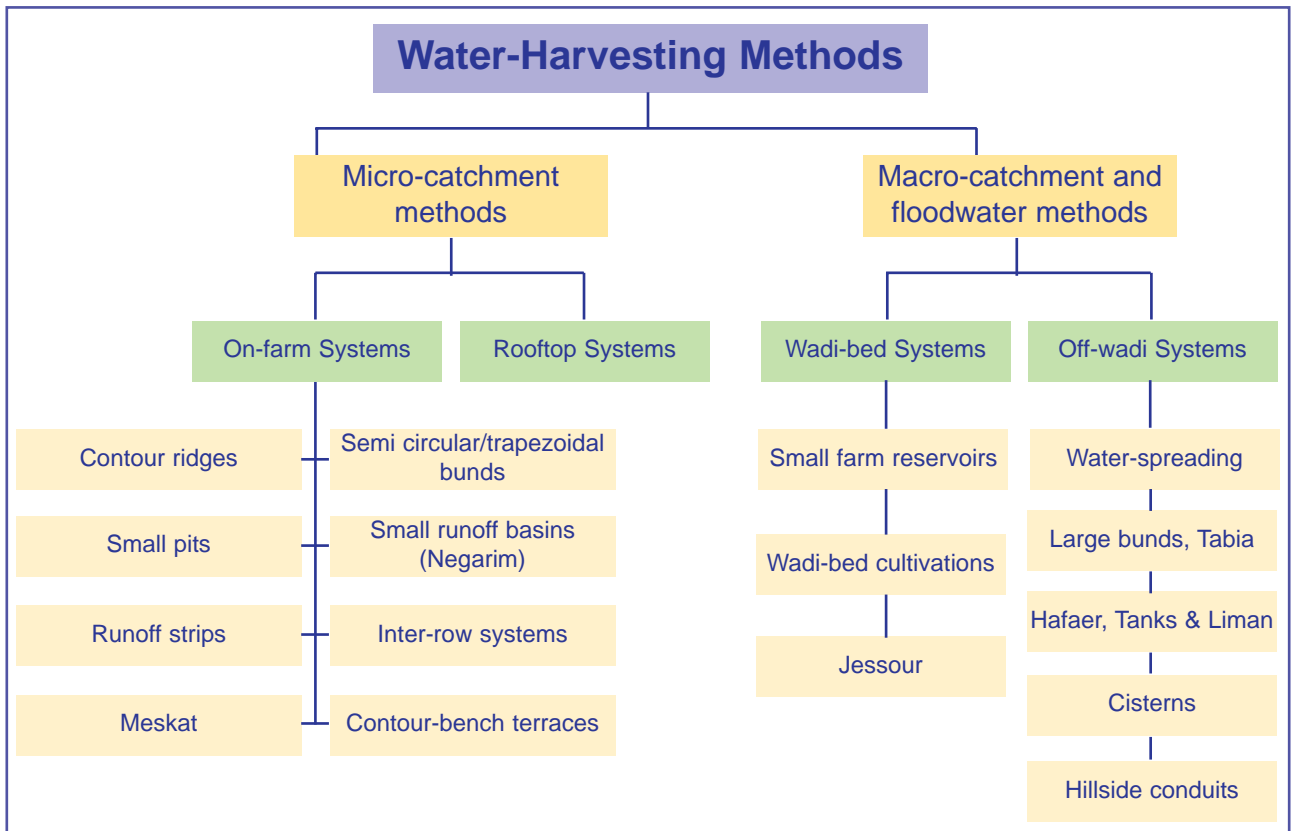 Water-Harvesting Methods
Micro-catchment
methods
Macro-catchment and
floodwater methods
On-farm Systems
Rooftop Systems
Wadi-bed Systems
Off-wadi Systems
Contour ridges
Semi circular/trapezoidal
bunds
Small pits
Small runoff basins
(Negarim)
Runoff strips
Inter-row systems
Meskat
Contour-bench terraces
Small farm reservoirs
Wadi-bed cultivations
Jessour
Water-spreading
Large bunds, Tabia
Hafaer, Tanks & Liman
Cisterns
Hillside conduits